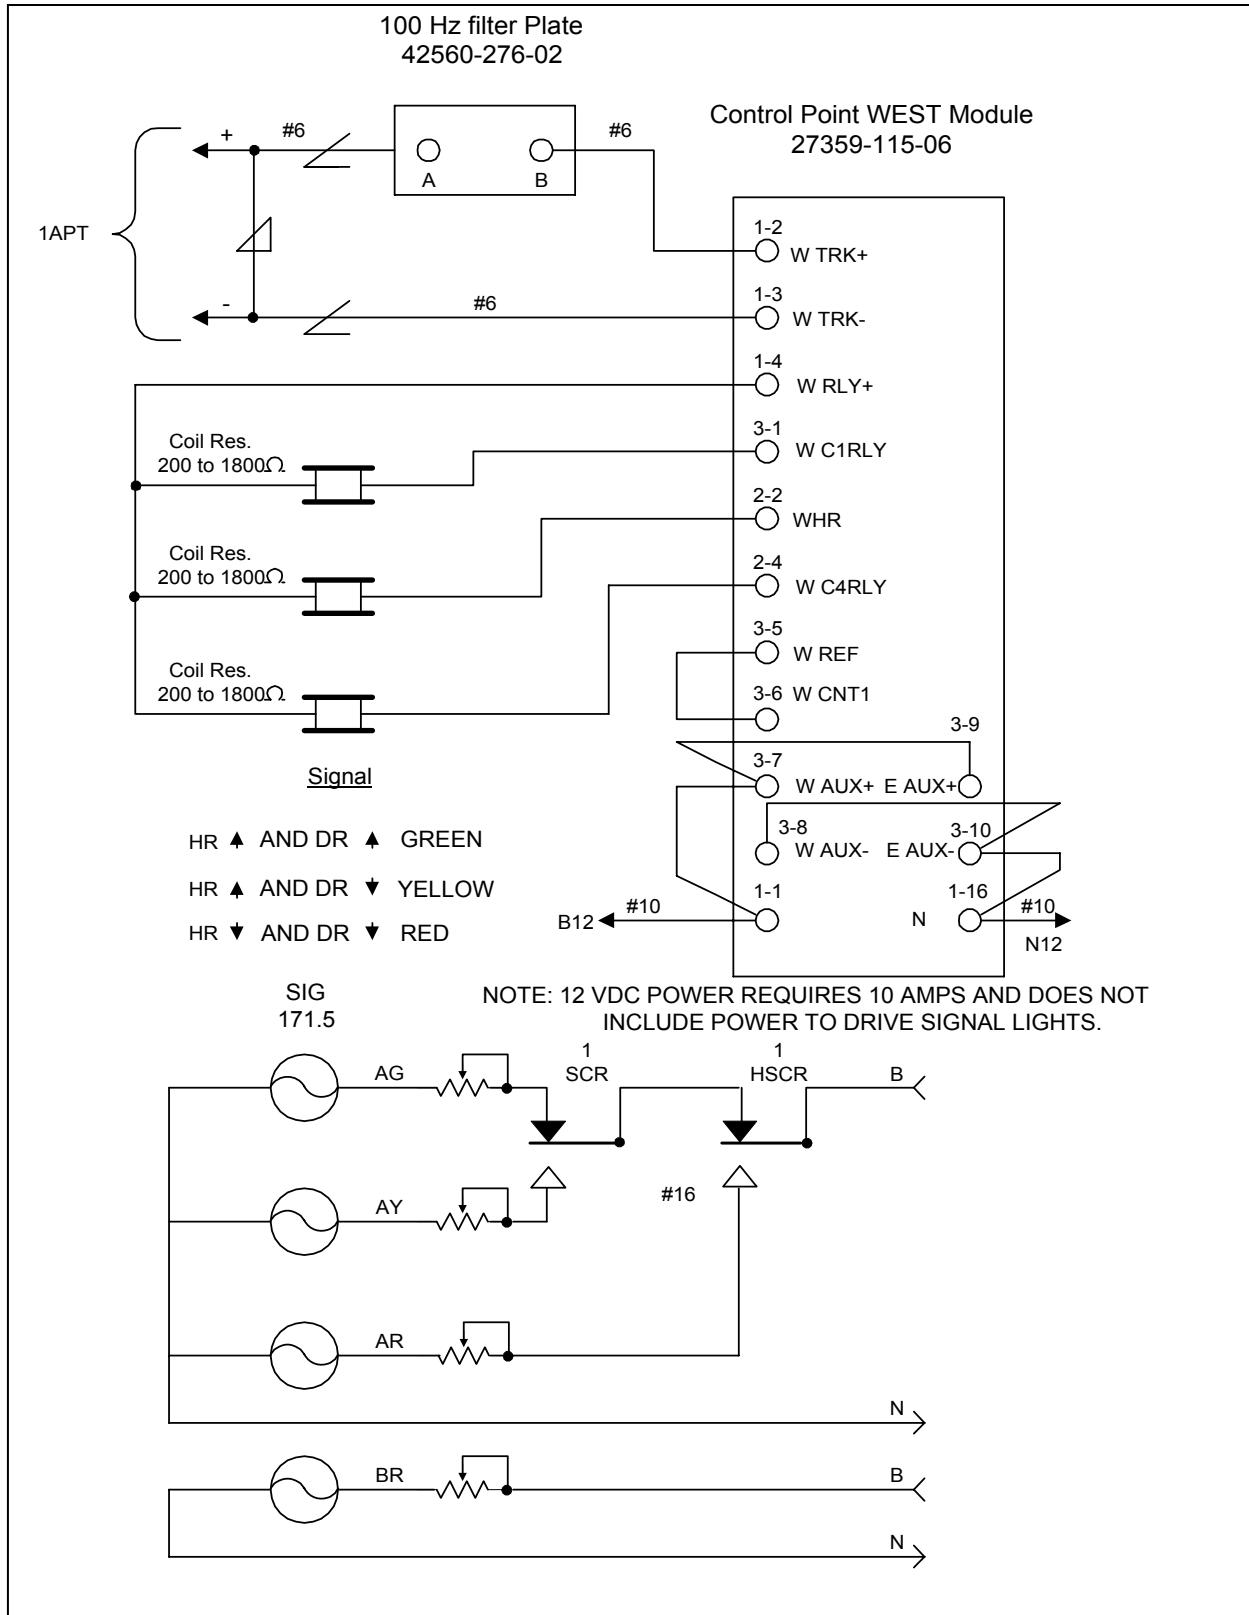 100 Hz filter Plate
42560-276-02
Control Point WEST Module
27359-115-06
+
#6
#6
A
B
1APT
-
#6
1-2
W TRK+
1-3
W TRK-
1-4
W RLY+
Coil Res.
200 to 1800Ω
3-1
W C1RLY
2-2
WHR
Coil Res.
200 to 1800Ω
2-4
W C4RLY
3-5
W REF
Coil Res.
200 to 1800Ω
3-6 W CNT1
3-9
Signal
3-7
W AUX+ E AUX+
3-8
3-10
W AUX- E AUX-
HR AND DR GREEN
HR AND DR YELLOW
HR AND DR RED
1-1
1-16
B12
#10
N
#10
N12
NOTE: 12 VDC POWER REQUIRES 10 AMPS AND DOES NOT
INCLUDE POWER TO DRIVE SIGNAL LIGHTS.
SIG
171.5
1
SCR
1
HSCR
AG
B
#16
AY
AR
N
BR
B
N